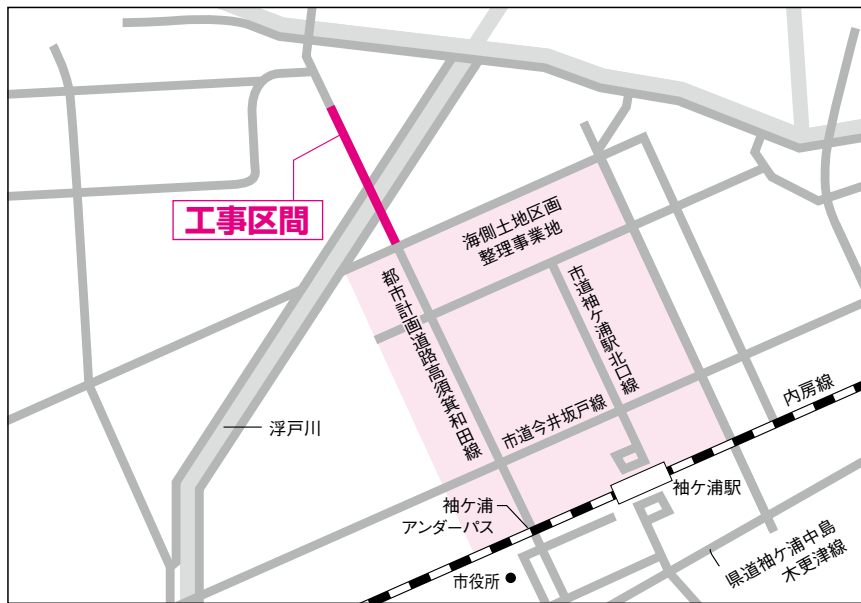 工事区間
海側土地区画
整理事業地
都市計画道路高須箕和田線
市道袖ケ浦駅北口線
市道今井坂戸線
内房線
浮戸川
袖ケ浦駅
袖ケ浦
アンダーパス
市役所
県道袖ケ浦中島
木更津線